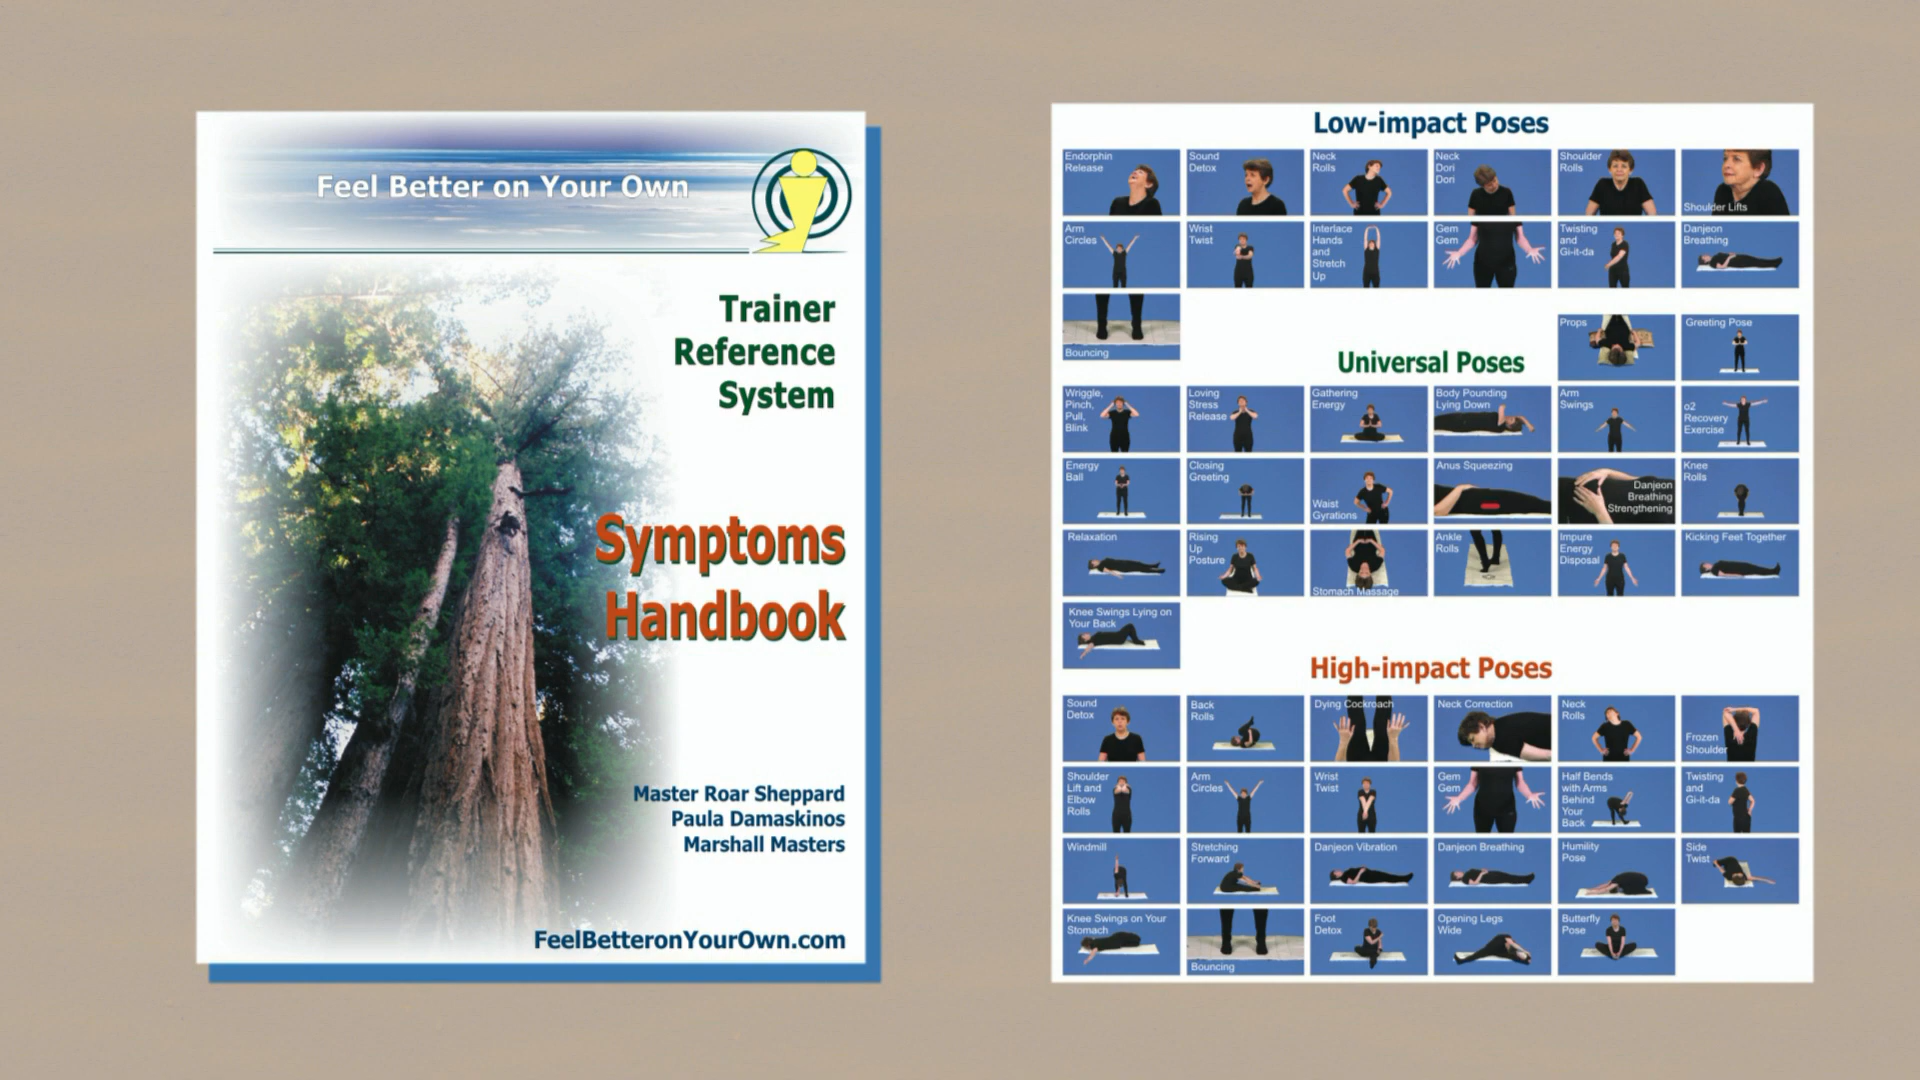 Feel Better on Your Own
Trainer
Reference
System
Symptoms
Handbook
Master Roar Sheppard
Paula Damaskinos
Marshall Masters
FeelBetteronYourOwn.com
Low-impact Poses
Endorphin
Release
Sound
Detox
Neck
Rolls
Neck
Dori
Dori
Shoulder
Rolls
Shoulder Lifts
Arm
Circles
Wrist
Twist
Interlace
Hands
and
Stretch
Up
Gem
Gem
Twisting
and
Gi-it-da
Danjeon
Breathing
Bouncing
Universal Poses
Props
Greeting Pose
Wriggle,
Pinch,
Pull,
Blink
Loving
Stress
Release
Gathering
Energy
Body Pounding
Lying Down
Arm
Swings
o2
Recovery
Exercise
Energy
Ball
Closing
Greeting
Waist
Gyrations
Anus Squeezing
Danjeon
Breathing
Strengthening
Knee
Rolls
Relaxation
Rising
Up
Posture
Stomach Massage
Ankle
Rolls
Impure
Energy
Disposal
Kicking Feet Together
Knee Swings Lying on
Your Back
High-impact Poses
Sound
Detox
Back
Rolls
Dying Cockroach
Neck Correction
Neck
Rolls
Frozen
Shoulder
Shoulder
Lift and
Elbow
Rolls
Arm
Circles
Wrist
Twist
Gem
Gem
Half Bends
with Arms
Behind
Your
Back
Twisting
and
Gi-it-da
Windmill
Stretching
Forward
Danjeon Vibration
Danjeon Breathing
Humility
Pose
Side
Twist
Knee Swings on Your
Stomach
Bouncing
Foot
Detox
Opening Legs
Wide
Butterfly
Pose